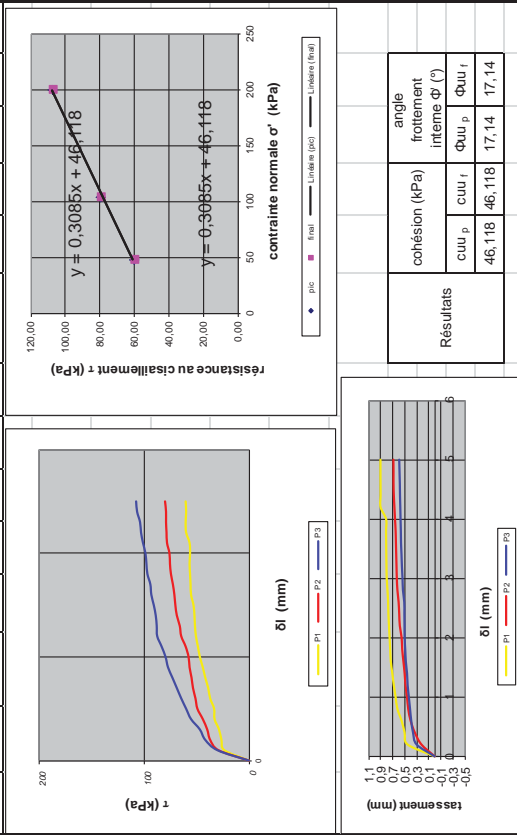 200
100
0
0
τ (kPa)
δl (mm)
P1 P2 P3
120,00
100,00
80,00
60,00
40,00
20,00
0,00
0 50 100 150 200 250
résistance au cisaillement τ (kPa)
y = 0,3085x + 46,118
y = 0,3085x + 46,118
contrainte normale σ' (kPa)
pic final Linéaire (pic) Linéaire (final)
1,1
0,9
0,7
0,5
0,3
0,1
-0,1
-0,3
-0,5
0 1 2 3 4 5 6
tassement (mm)
δl (mm)
P1 P2 P3
Résultats
cohésion (kPa)
angle
frottement
interne Φ' (°)
cuu p cuu f Φuu p Φuu f
46,118 46,118 17,14 17,14